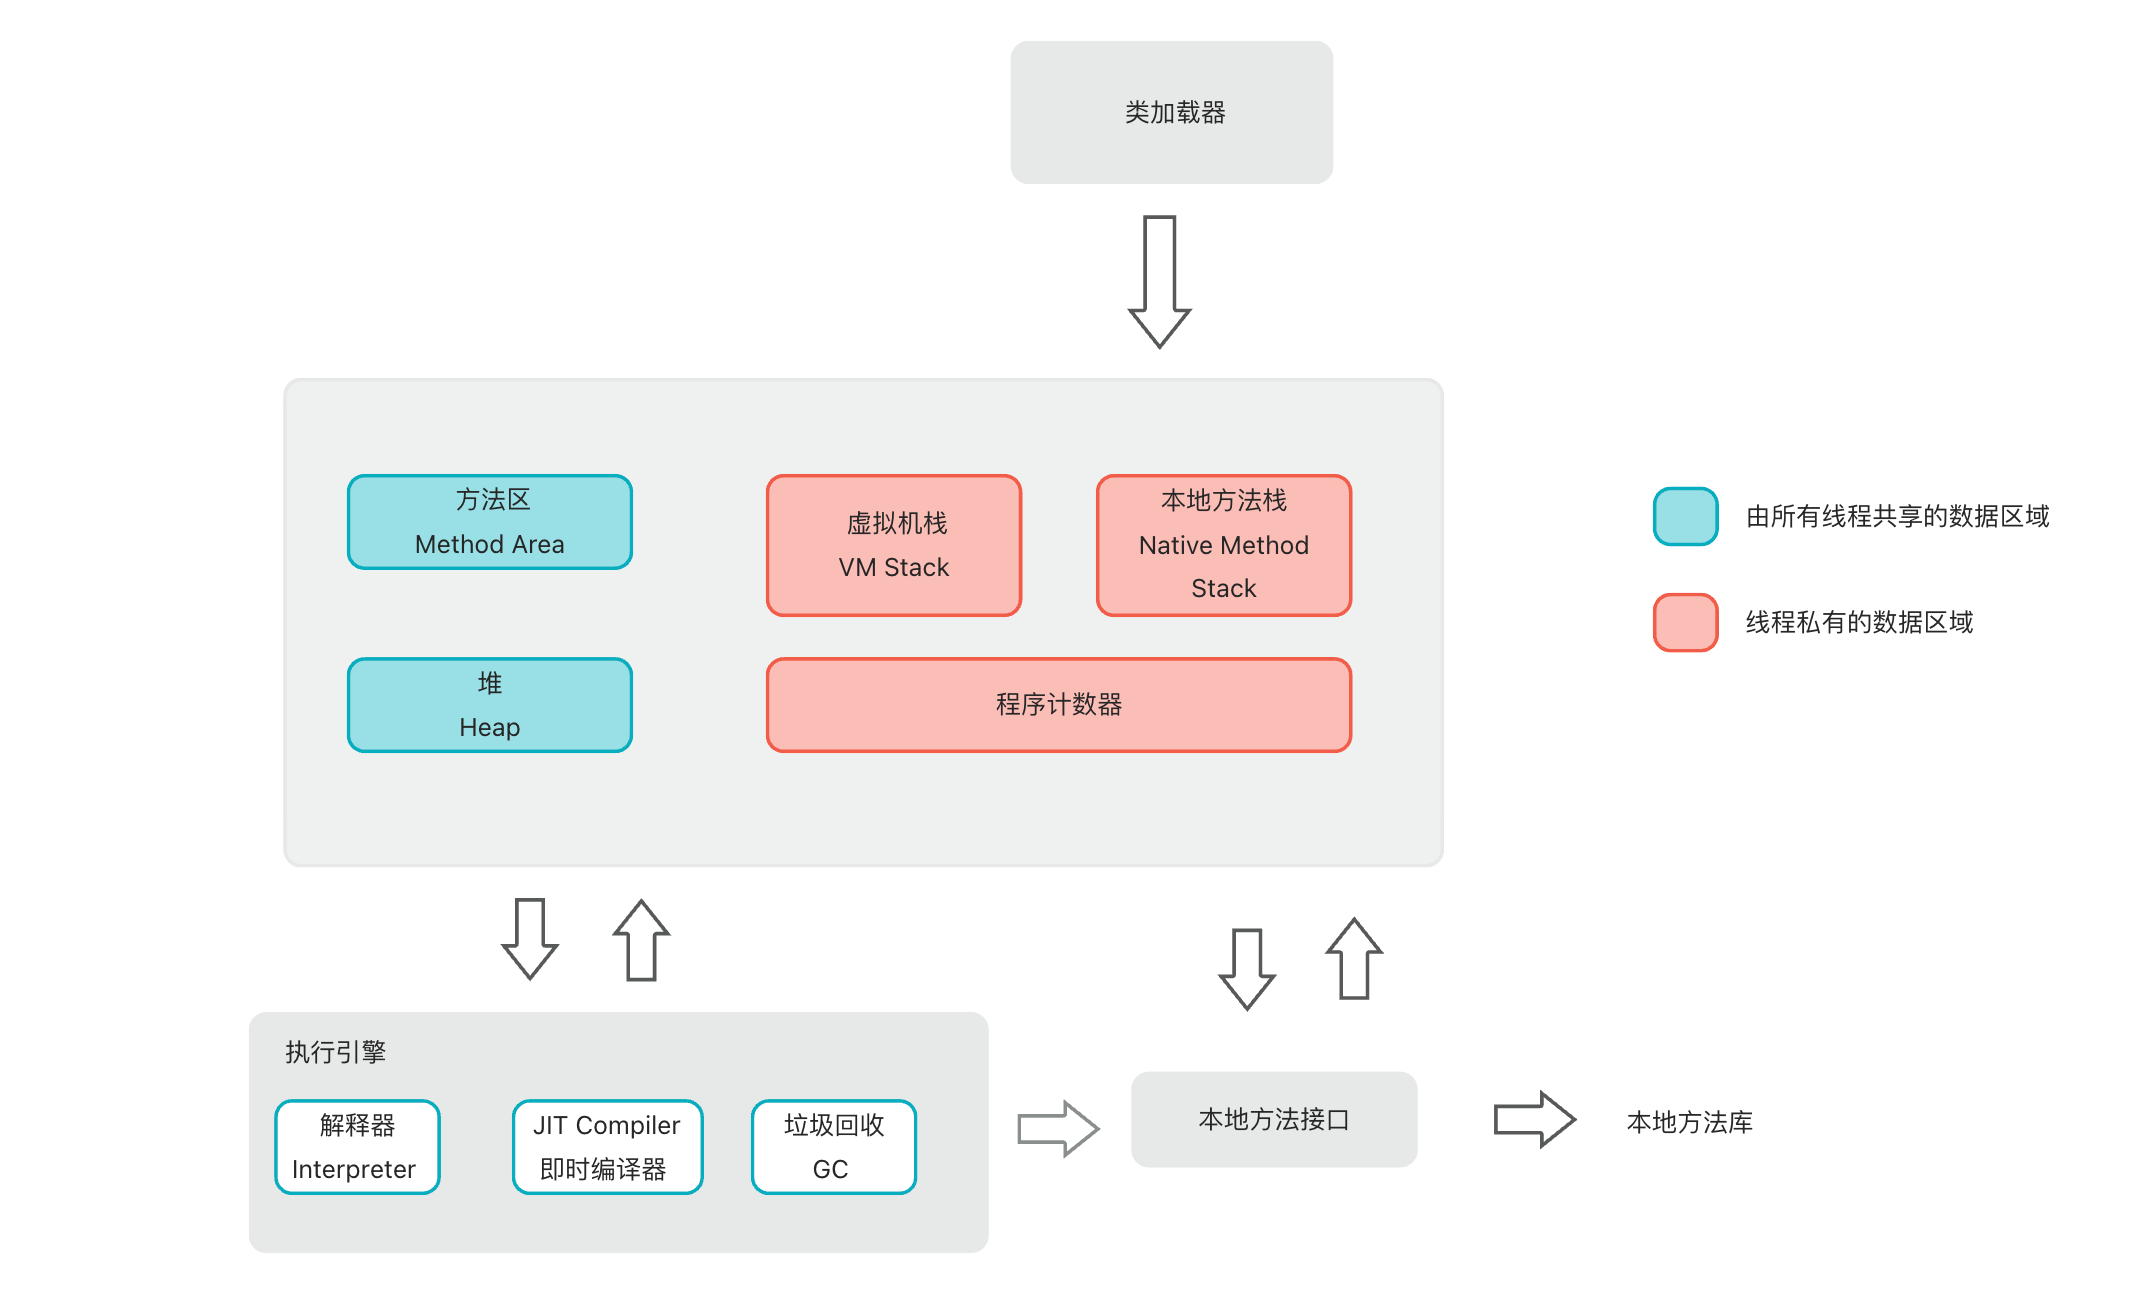 类加载器
方法区
Method Area
虚拟机栈
VM Stack
本地方法栈
Native Method
Stack
堆
Heap
程序计数器
由所有线程共享的数据区域
线程私有的数据区域
执行引擎
解释器
Interpreter
JIT Compiler
即时编译器
垃圾回收
GC
本地方法接口
本地方法库